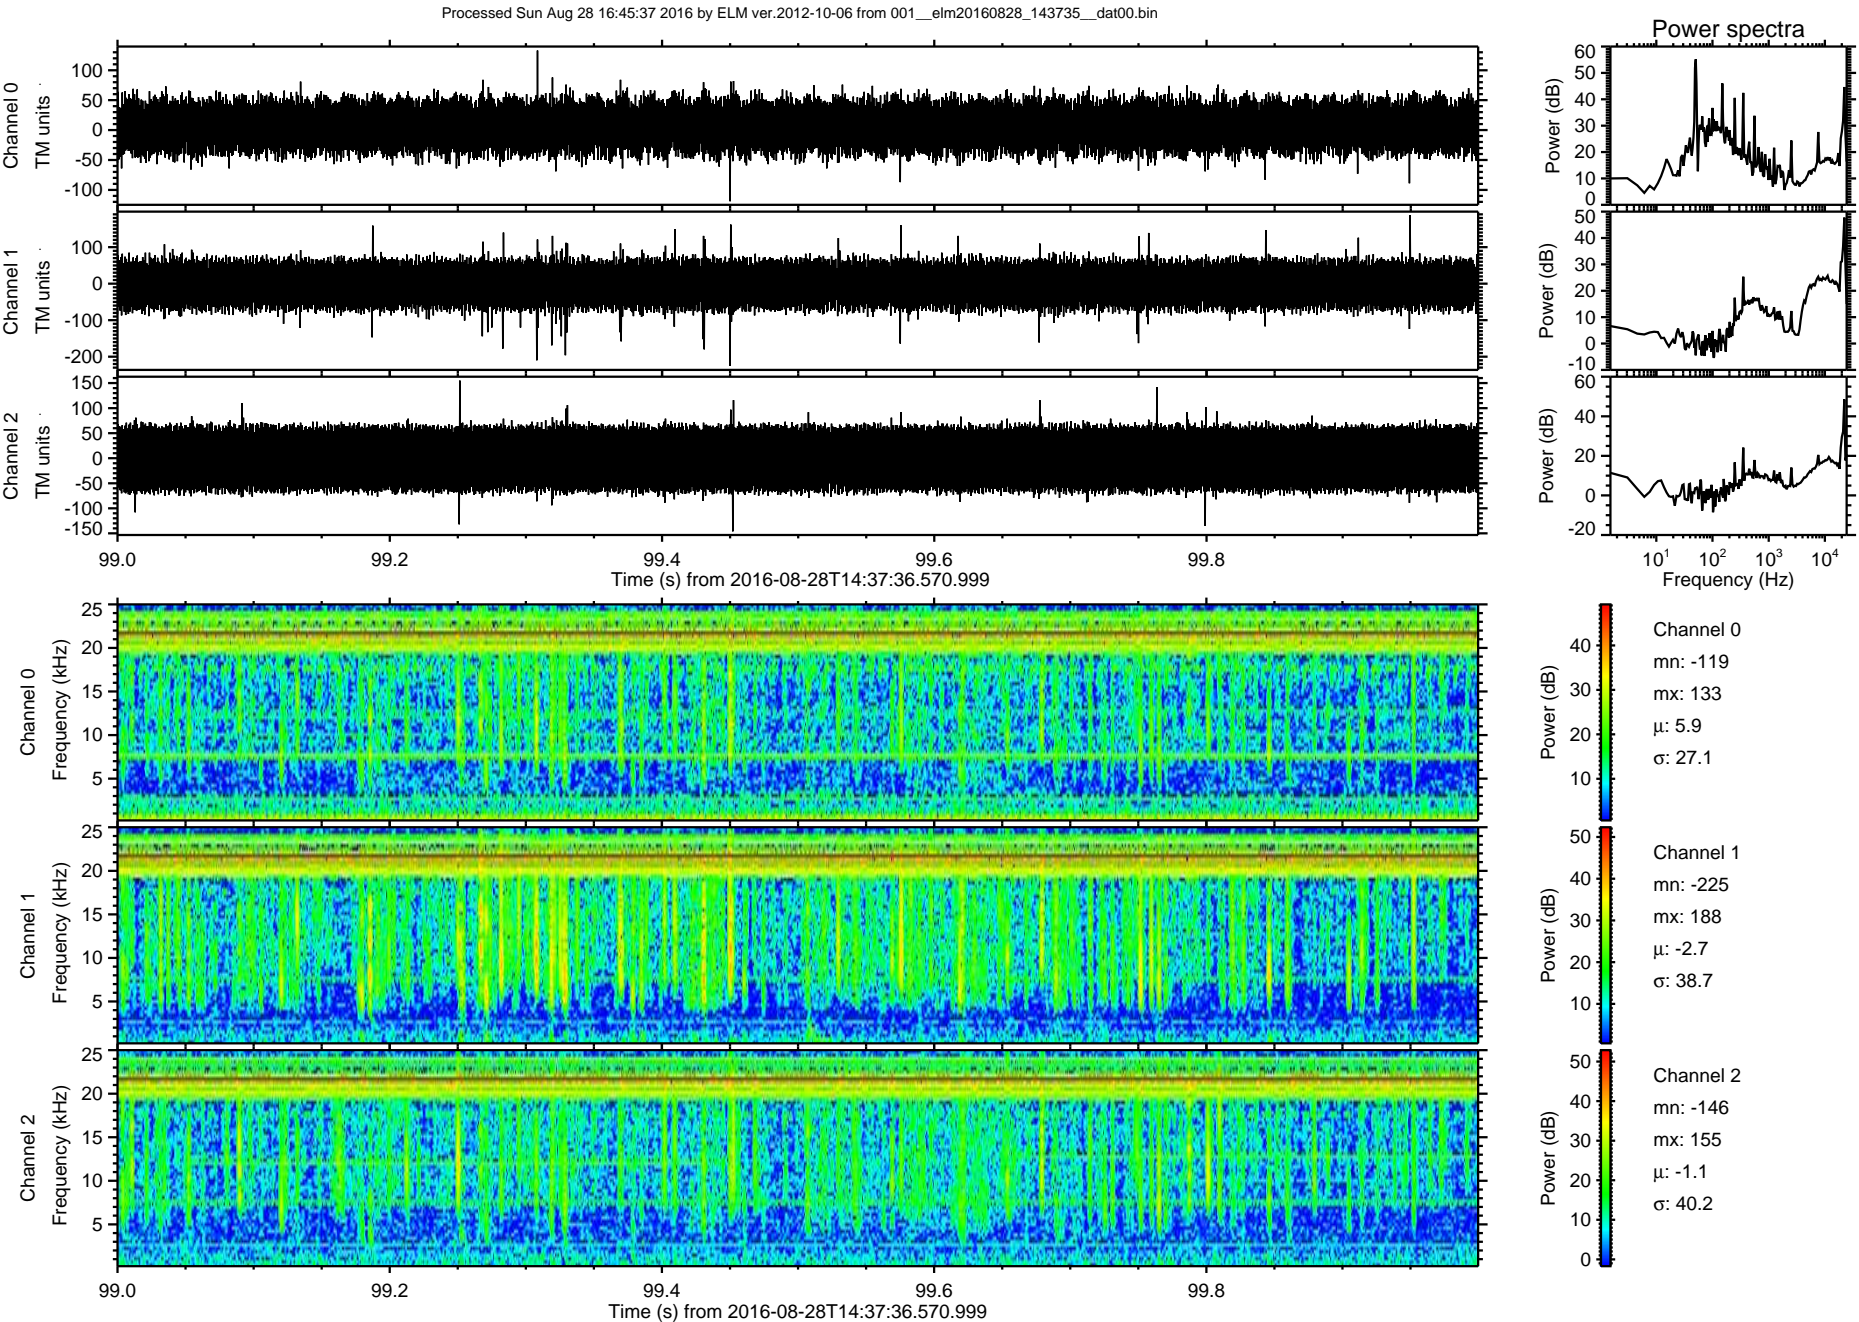 Processed Sun Aug 28 16:45:37 2016 by ELM ver.2012-10-06 from 001__elm20160828_143735__dat00.bin
Power spectra
Channel 0
TM units
100
50
0
-50
-100
Power (dB)
60
50
40
30
20
10
0
Channel 1
TM units
100
0
-100
-200
Power (dB)
50
40
30
20
10
0
-10
Channel 2
TM units
150
100
50
0
-50
-100
-150
Power (dB)
60
40
20
0
-20
99.0 99.2 99.4 99.6 99.8
Time (s) from 2016-08-28T14:37:36.570.999
10¹ 10² 10³ 10⁴
Frequency (Hz)
Channel 0
Frequency (kHz)
25
20
15
10
5
Power (dB)
40
30
20
10
Channel 0
mn: -119
mx: 133
μ: 5.9
σ: 27.1
Channel 1
Frequency (kHz)
25
20
15
10
5
Power (dB)
50
40
30
20
10
Channel 1
mn: -225
mx: 188
μ: -2.7
σ: 38.7
Channel 2
Frequency (kHz)
25
20
15
10
5
Power (dB)
50
40
30
20
10
0
Channel 2
mn: -146
mx: 155
μ: -1.1
σ: 40.2
99.0 99.2 99.4 99.6 99.8
Time (s) from 2016-08-28T14:37:36.570.999